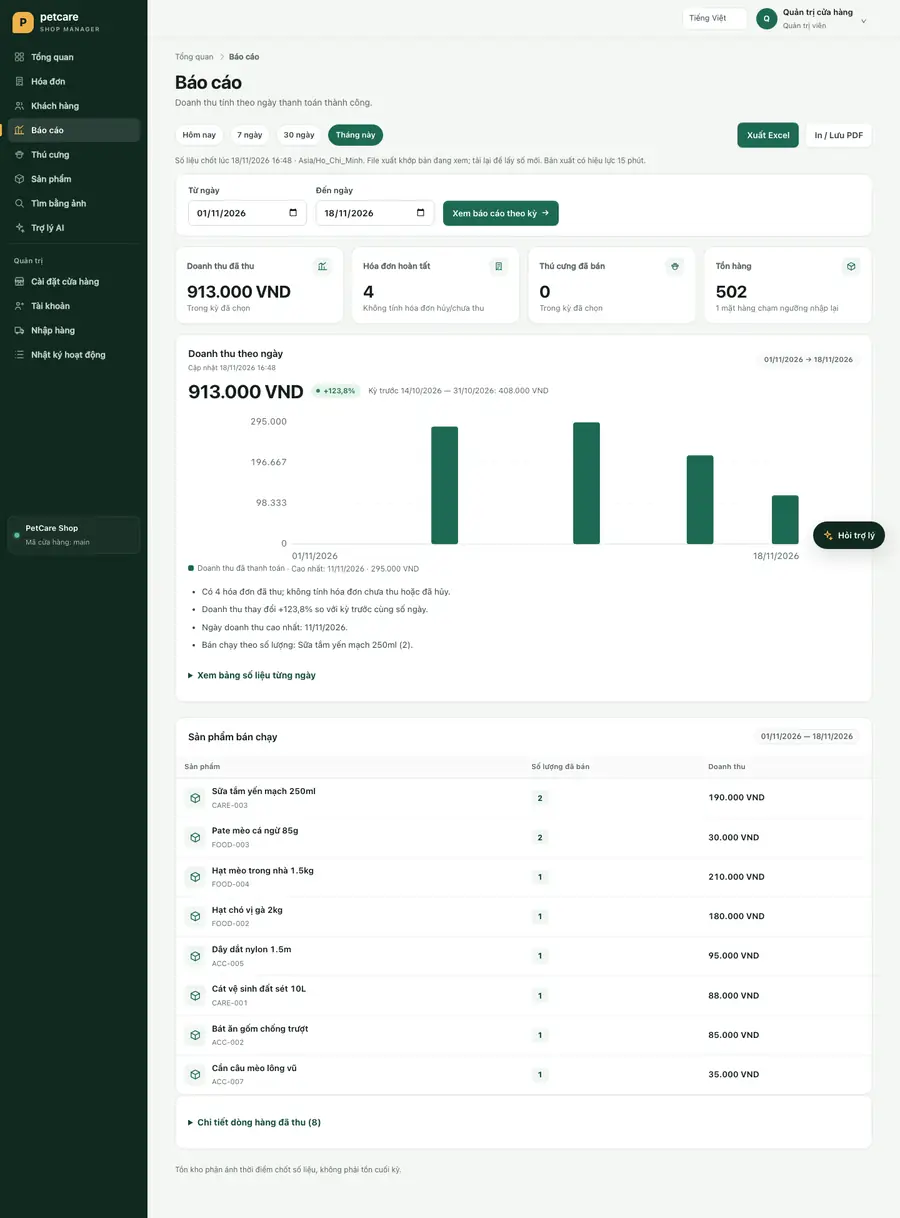 P
petcare
SHOP MANAGER
Tổng quan
Hóa đơn
Khách hàng
Báo cáo
Thú cưng
Sản phẩm
Tìm bằng ảnh
Trợ lý AI
Quản trị
Cài đặt cửa hàng
Tài khoản
Nhập hàng
Nhật ký hoạt động
PetCare Shop
Mã cửa hàng: main
Tiếng Việt
Q
Quản trị cửa hàng
Quản trị viên
Tổng quan > Báo cáo
Báo cáo
Doanh thu tính theo ngày thanh toán thành công.
Hôm nay
7 ngày
30 ngày
Tháng này
Xuất Excel
In / Lưu PDF
Số liệu chốt lúc 18/11/2026 16:48 · Asia/Ho_Chi_Minh. File xuất khớp bản đang xem; tải lại để lấy số mới. Bản xuất có hiệu lực 15 phút.
Từ ngày
Đến ngày
01/11/2026
18/11/2026
Xem báo cáo theo kỳ →
Doanh thu đã thu
913.000 VND
Trong kỳ đã chọn
Hóa đơn hoàn tất
4
Không tính hóa đơn hủy/chưa thu
Thú cưng đã bán
0
Trong kỳ đã chọn
Tồn hàng
502
1 mặt hàng chạm ngưỡng nhập lại
Doanh thu theo ngày
Cập nhật 18/11/2026 16:48
01/11/2026 → 18/11/2026
913.000 VND
+123,8%
Kỳ trước 14/10/2026 — 31/10/2026: 408.000 VND
295.000
196.667
98.333
0
01/11/2026
18/11/2026
Hỏi trợ lý
Doanh thu đã thanh toán · Cao nhất: 11/11/2026 · 295.000 VND
• Có 4 hóa đơn đã thu; không tính hóa đơn chưa thu hoặc đã hủy.
• Doanh thu thay đổi +123,8% so với kỳ trước cùng số ngày.
• Ngày doanh thu cao nhất: 11/11/2026.
• Bán chạy theo số lượng: Sữa tắm yến mạch 250ml (2).
▶ Xem bảng số liệu từng ngày
Sản phẩm bán chạy
01/11/2026 — 18/11/2026
Sản phẩm
Số lượng đã bán
Doanh thu
Sữa tắm yến mạch 250ml
CARE-003
2
190.000 VND
Pate mèo cá ngừ 85g
FOOD-003
2
30.000 VND
Hạt mèo trong nhà 1.5kg
FOOD-004
1
210.000 VND
Hạt chó vị gà 2kg
FOOD-002
1
180.000 VND
Dây dắt nylon 1.5m
ACC-005
1
95.000 VND
Cát vệ sinh đất sét 10L
CARE-001
1
88.000 VND
Bát ăn gốm chống trượt
ACC-002
1
85.000 VND
Cần câu mèo lông vũ
ACC-007
1
35.000 VND
▶ Chi tiết dòng hàng đã thu (8)
Tồn kho phản ánh thời điểm chốt số liệu, không phải tồn cuối kỳ.